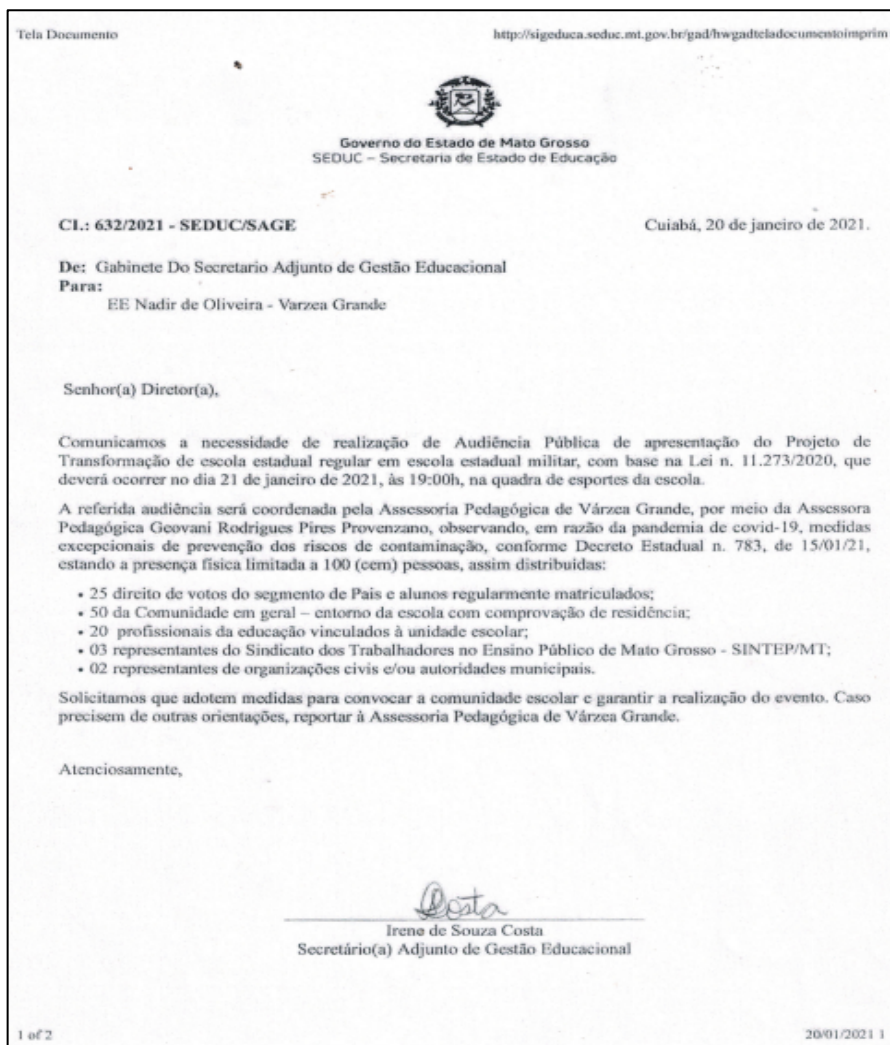 Tela Documento http://sigeduca.seduc.mt.gov.br/gad/hwgadteladocumentoimprim
Governo do Estado de Mato Grosso
SEDUC – Secretaria de Estado de Educação
CI.: 632/2021 - SEDUC/SAGE Cuiabá, 20 de janeiro de 2021.
De: Gabinete Do Secretario Adjunto de Gestão Educacional
Para:
EE Nadir de Oliveira - Varzea Grande
Senhor(a) Diretor(a),
Comunicamos a necessidade de realização de Audiência Pública de apresentação do Projeto de
Transformação de escola estadual regular em escola estadual militar, com base na Lei n. 11.273/2020, que
deverá ocorrer no dia 21 de janeiro de 2021, às 19:00h, na quadra de esportes da escola.
A referida audiência será coordenada pela Assessoria Pedagógica de Várzea Grande, por meio da Assessora
Pedagógica Geovani Rodrigues Pires Provenzano, observando, em razão da pandemia de covid-19, medidas
excepcionais de prevenção dos riscos de contaminação, conforme Decreto Estadual n. 783, de 15/01/21,
estando a presença física limitada a 100 (cem) pessoas, assim distribuidas:
• 25 direito de votos do segmento de Pais e alunos regularmente matriculados;
• 50 da Comunidade em geral – entorno da escola com comprovação de residência;
• 20 profissionais da educação vinculados à unidade escolar;
• 03 representantes do Sindicato dos Trabalhadores no Ensino Público de Mato Grosso - SINTEP/MT;
• 02 representantes de organizações civis e/ou autoridades municipais.
Solicitamos que adotem medidas para convocar a comunidade escolar e garantir a realização do evento. Caso
precisem de outras orientações, reportar à Assessoria Pedagógica de Várzea Grande.
Atenciosamente,
Costa
Irene de Souza Costa
Secretário(a) Adjunto de Gestão Educacional
1 of 2 20/01/2021 1